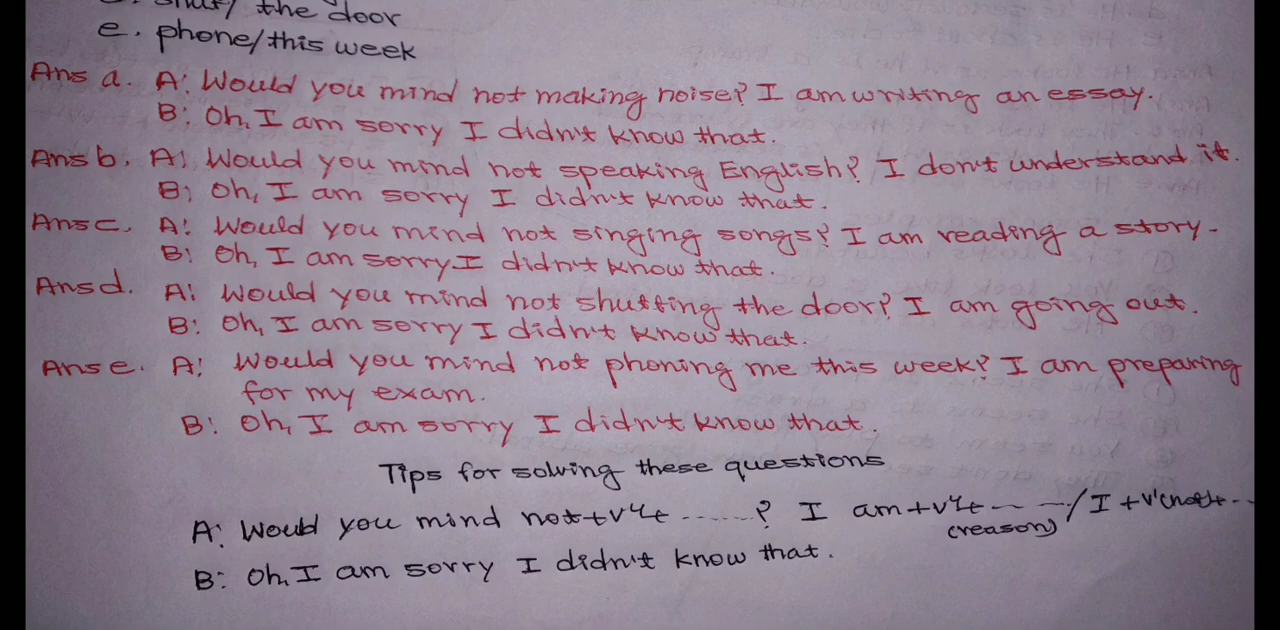 shut/ the door
e. phone/this week
Ans a. A: Would you mind not making noise? I am writing an essay.
B: Oh, I am sorry I didn't know that.
Ans b. A: Would you mind not speaking English? I don't understand it.
B: Oh, I am sorry I didn't know that.
Ans c. A: Would you mind not singing songs? I am reading a story.
B: Oh, I am sorry I didn't know that.
Ans d. A: Would you mind not shutting the door? I am going out.
B: Oh, I am sorry I didn't know that.
Ans e. A: Would you mind not phoning me this week? I am preparing
for my exam.
B: Oh, I am sorry I didn't know that.
Tips for solving these questions
A: Would you mind not+v4+ ......? I am+v4+ --- /I +v1(not)+...
(reason)
B: Oh, I am sorry I didn't know that.